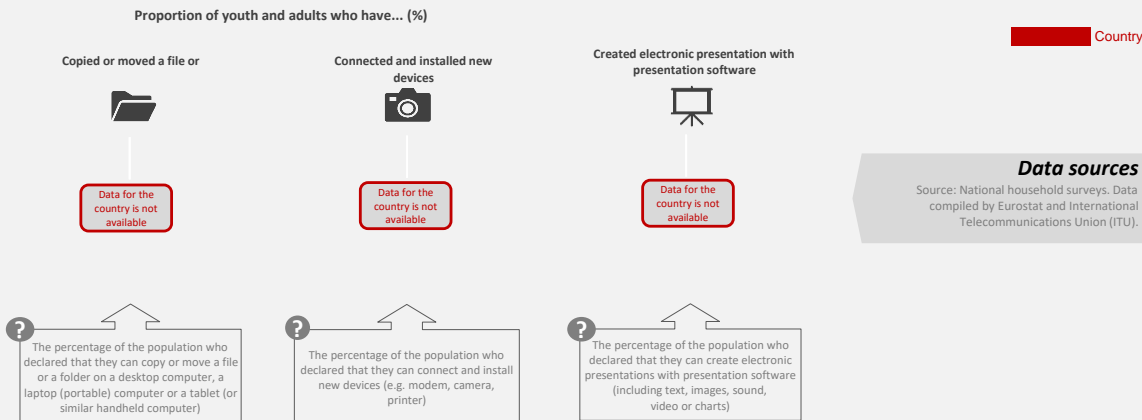 Proportion of youth and adults who have... (%)
Country
Copied or moved a file or
Connected and installed new
devices
Created electronic presentation with
presentation software
Data for the
country is not
available
Data for the
country is not
available
Data for the
country is not
available
Data sources
Source: National household surveys. Data
compiled by Eurostat and International
Telecommunications Union (ITU).
?
The percentage of the population who
declared that they can copy or move a file
or a folder on a desktop computer, a
laptop (portable) computer or a tablet (or
similar handheld computer)
?
The percentage of the population who
declared that they can connect and install
new devices (e.g. modem, camera,
printer)
?
The percentage of the population who
declared that they can create electronic
presentations with presentation software
(including text, images, sound,
video or charts)